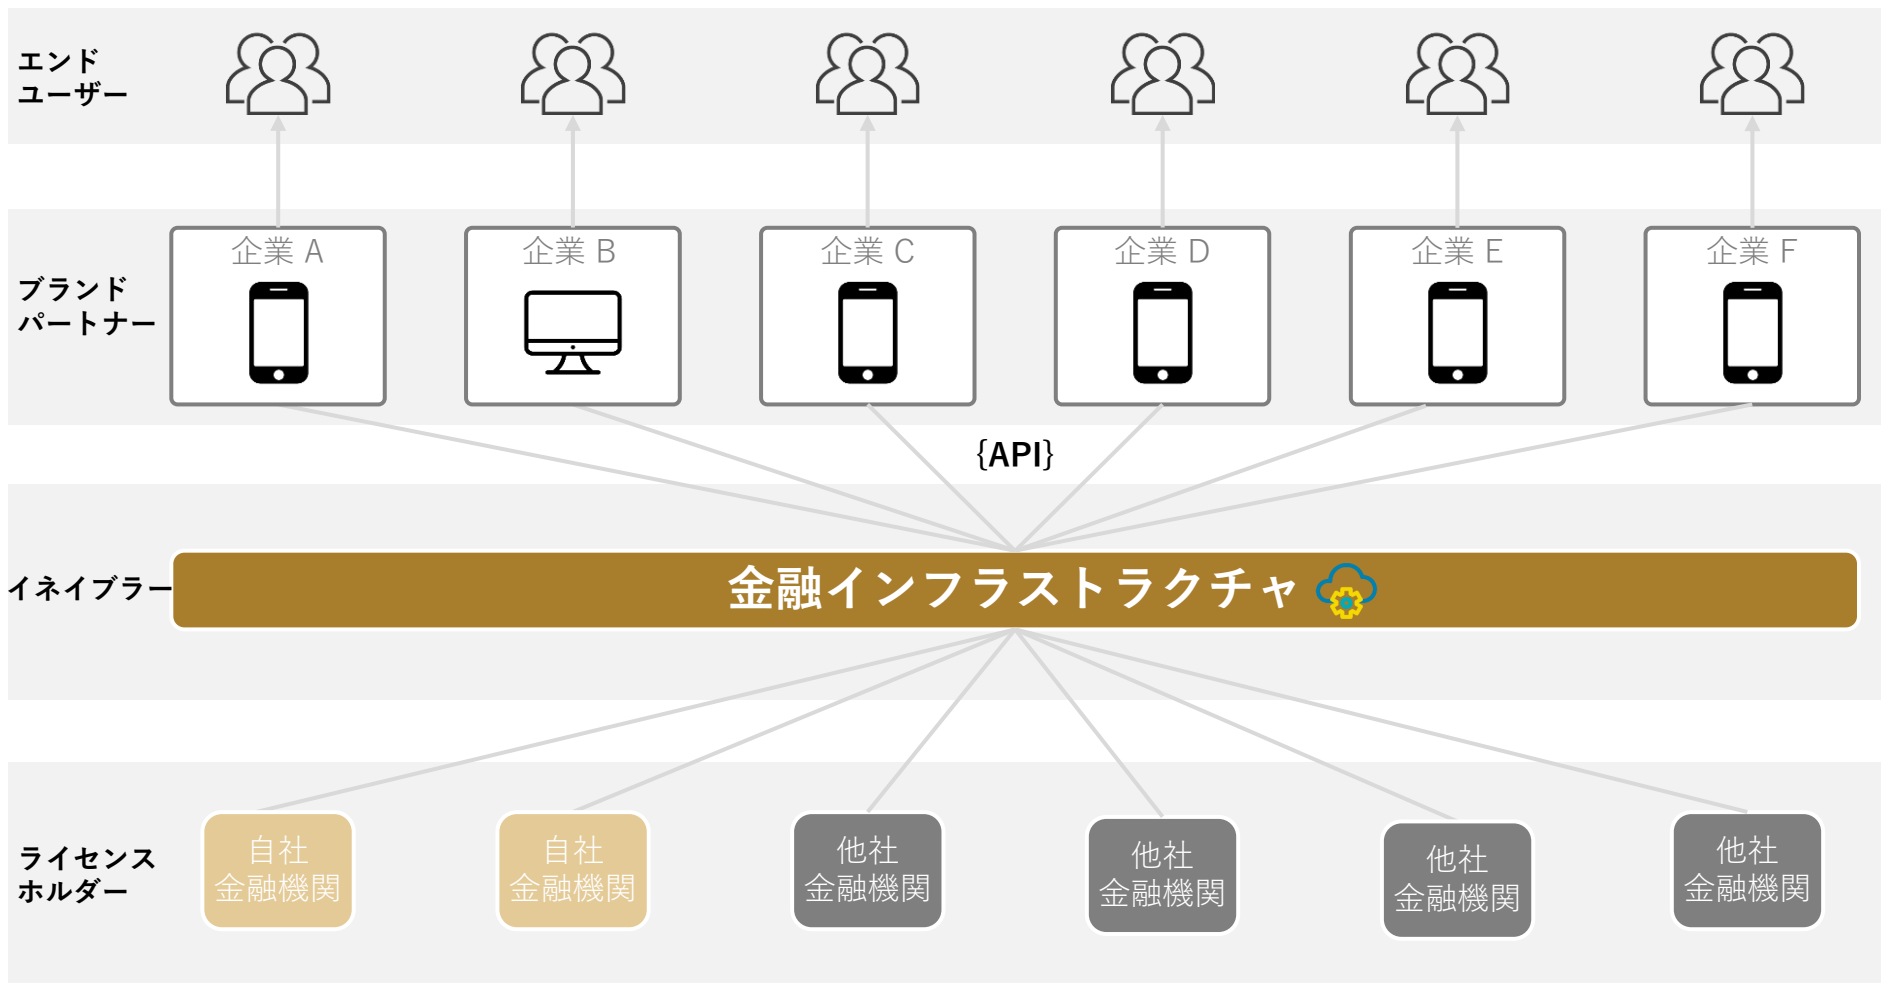 エンド
ユーザー
企業 A
企業 B
企業 C
企業 D
企業 E
企業 F
ブランド
パートナー
{API}
イネイブラー
金融インフラストラクチャ
ライセンス
ホルダー
自社
金融機関
自社
金融機関
他社
金融機関
他社
金融機関
他社
金融機関
他社
金融機関